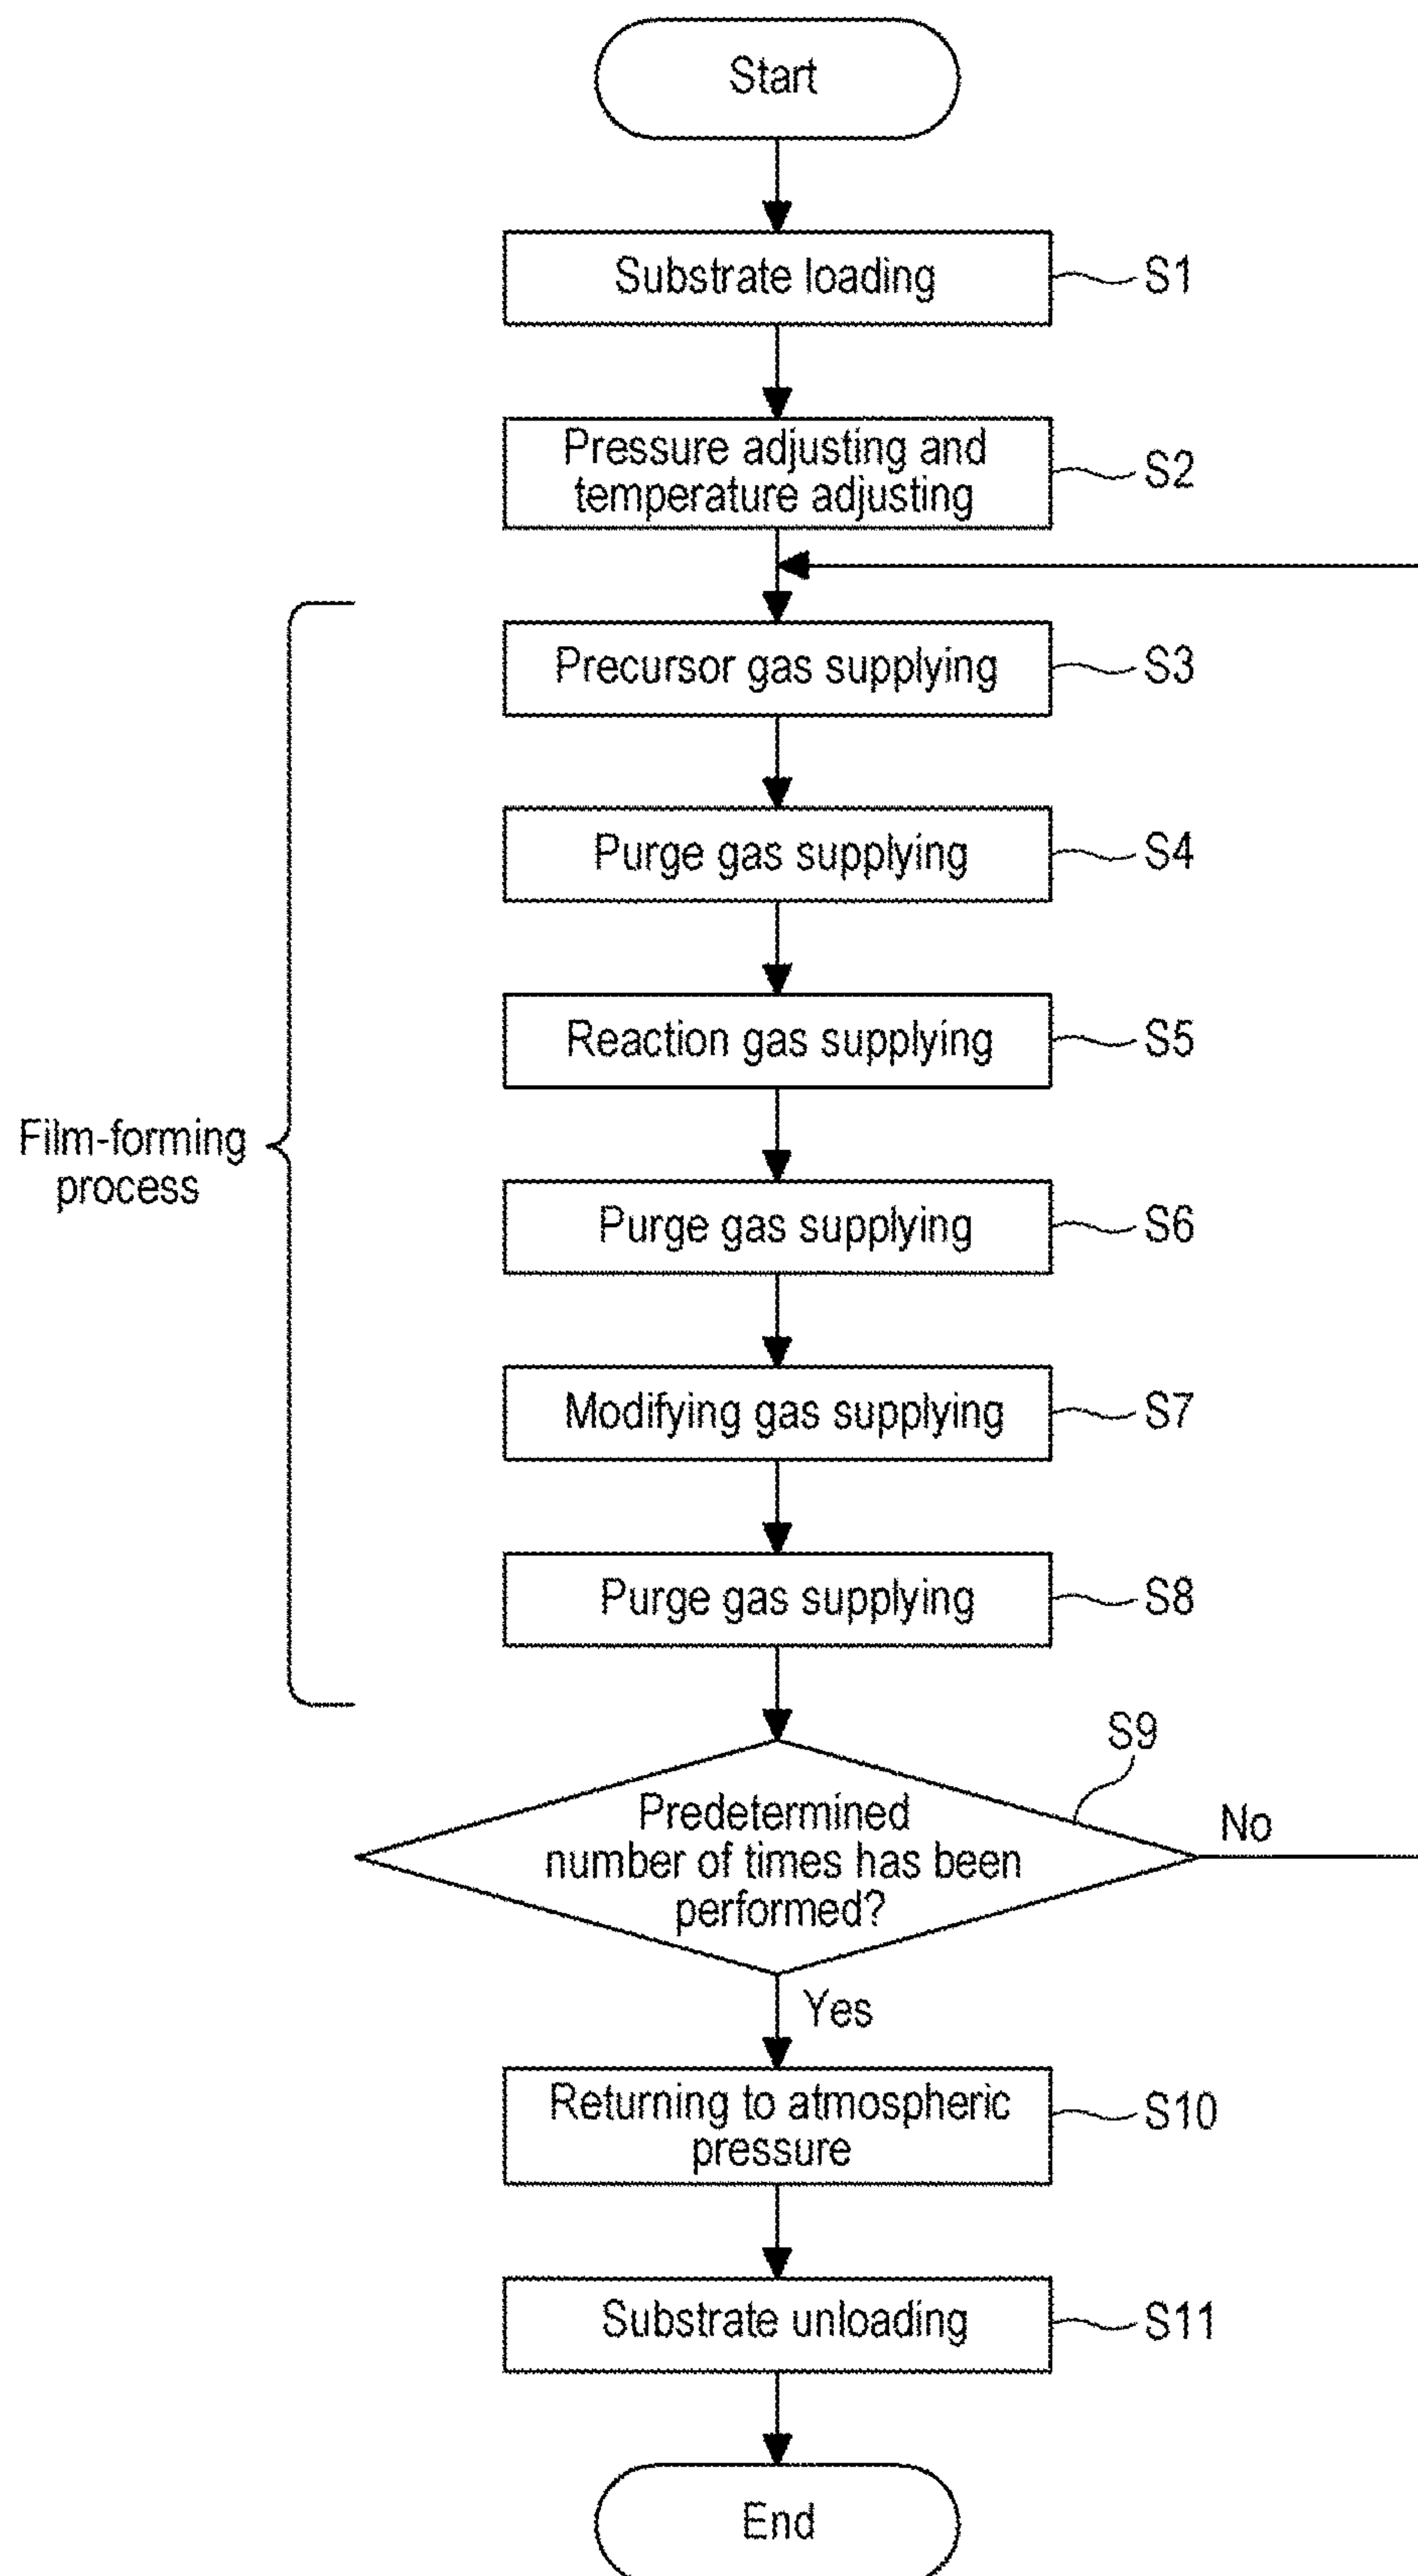 Start
Substrate loading
S1
Pressure adjusting and
temperature adjusting
S2
Precursor gas supplying
S3
Purge gas supplying
S4
Reaction gas supplying
S5
Film-forming
process
Purge gas supplying
S6
Modifying gas supplying
S7
Purge gas supplying
S8
S9
Predetermined
number of times has been
performed?
No
Yes
Returning to atmospheric
pressure
S10
Substrate unloading
S11
End